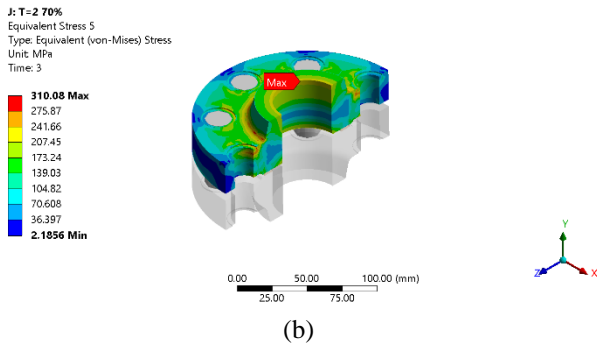 J: T=2 70%
Equivalent Stress 5
Type: Equivalent (von-Mises) Stress
Unit: MPa
Time: 3
310.08 Max
275.87
241.66
207.45
173.24
139.03
104.82
70.608
36.397
2.1856 Min
Max
Y
Z
X
0.00 50.00 100.00 (mm)
25.00 75.00
(b)